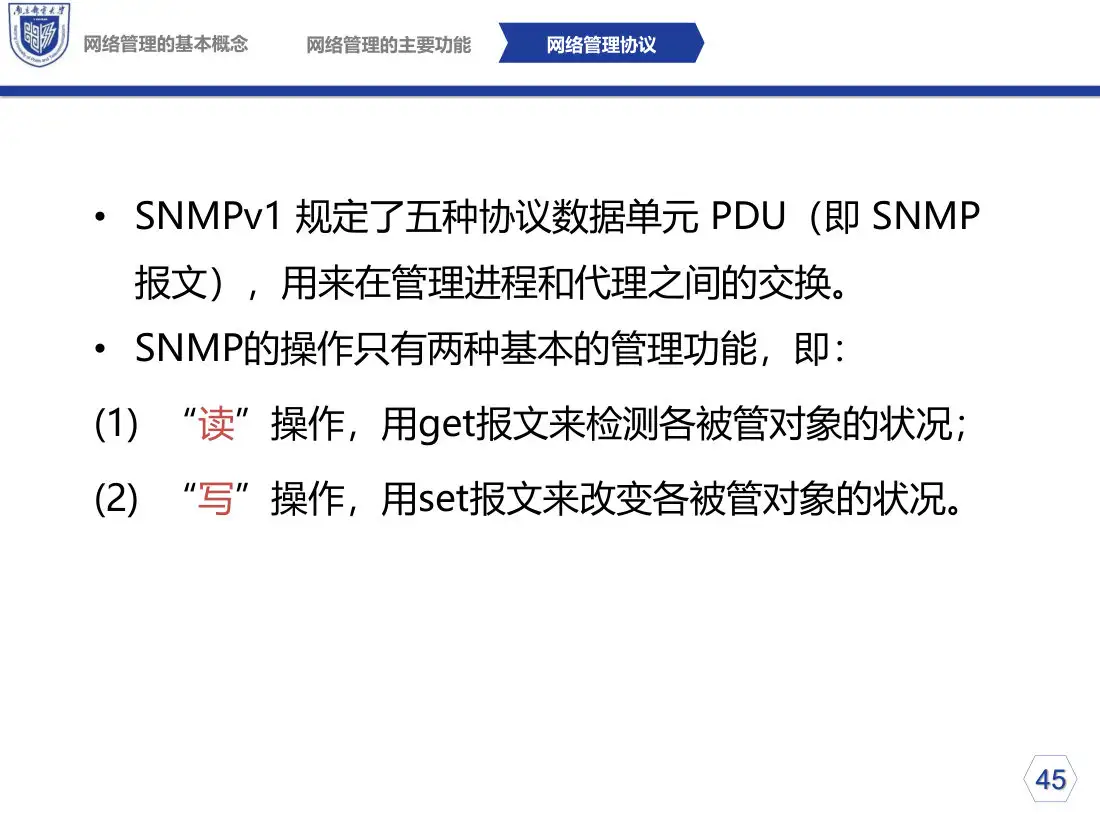 南京邮电大学
网络管理的基本概念
网络管理的主要功能
网络管理协议
• SNMPv1 规定了五种协议数据单元 PDU（即 SNMP
报文），用来在管理进程和代理之间的交换。
• SNMP的操作只有两种基本的管理功能，即：
(1) “读”操作，用get报文来检测各被管对象的状况；
(2) “写”操作，用set报文来改变各被管对象的状况。
45